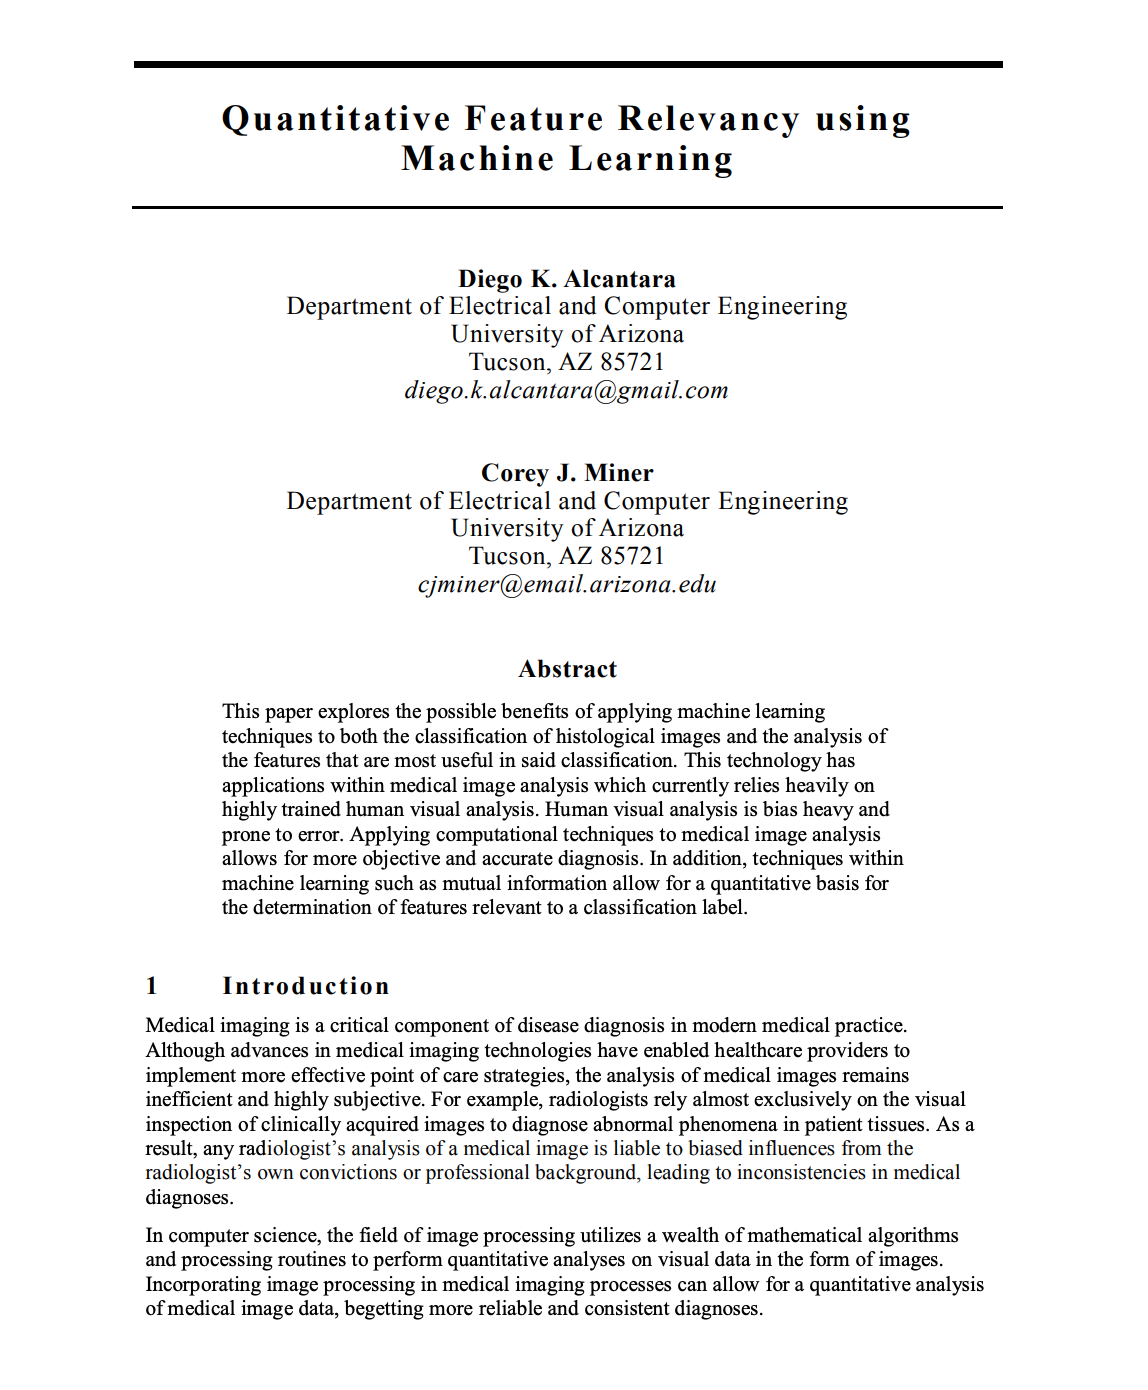 Quantitative Feature Relevancy using
Machine Learning
Diego K. Alcantara
Department of Electrical and Computer Engineering
University of Arizona
Tucson, AZ 85721
diego.k.alcantara@gmail.com
Corey J. Miner
Department of Electrical and Computer Engineering
University of Arizona
Tucson, AZ 85721
cjminer@email.arizona.edu
Abstract
This paper explores the possible benefits of applying machine learning
techniques to both the classification of histological images and the analysis of
the features that are most useful in said classification. This technology has
applications within medical image analysis which currently relies heavily on
highly trained human visual analysis. Human visual analysis is bias heavy and
prone to error. Applying computational techniques to medical image analysis
allows for more objective and accurate diagnosis. In addition, techniques within
machine learning such as mutual information allow for a quantitative basis for
the determination of features relevant to a classification label.
1 Introduction
Medical imaging is a critical component of disease diagnosis in modern medical practice.
Although advances in medical imaging technologies have enabled healthcare providers to
implement more effective point of care strategies, the analysis of medical images remains
inefficient and highly subjective. For example, radiologists rely almost exclusively on the visual
inspection of clinically acquired images to diagnose abnormal phenomena in patient tissues. As a
result, any radiologist’s analysis of a medical image is liable to biased influences from the
radiologist’s own convictions or professional background, leading to inconsistencies in medical
diagnoses.
In computer science, the field of image processing utilizes a wealth of mathematical algorithms
and processing routines to perform quantitative analyses on visual data in the form of images.
Incorporating image processing in medical imaging processes can allow for a quantitative analysis
of medical image data, begetting more reliable and consistent diagnoses.